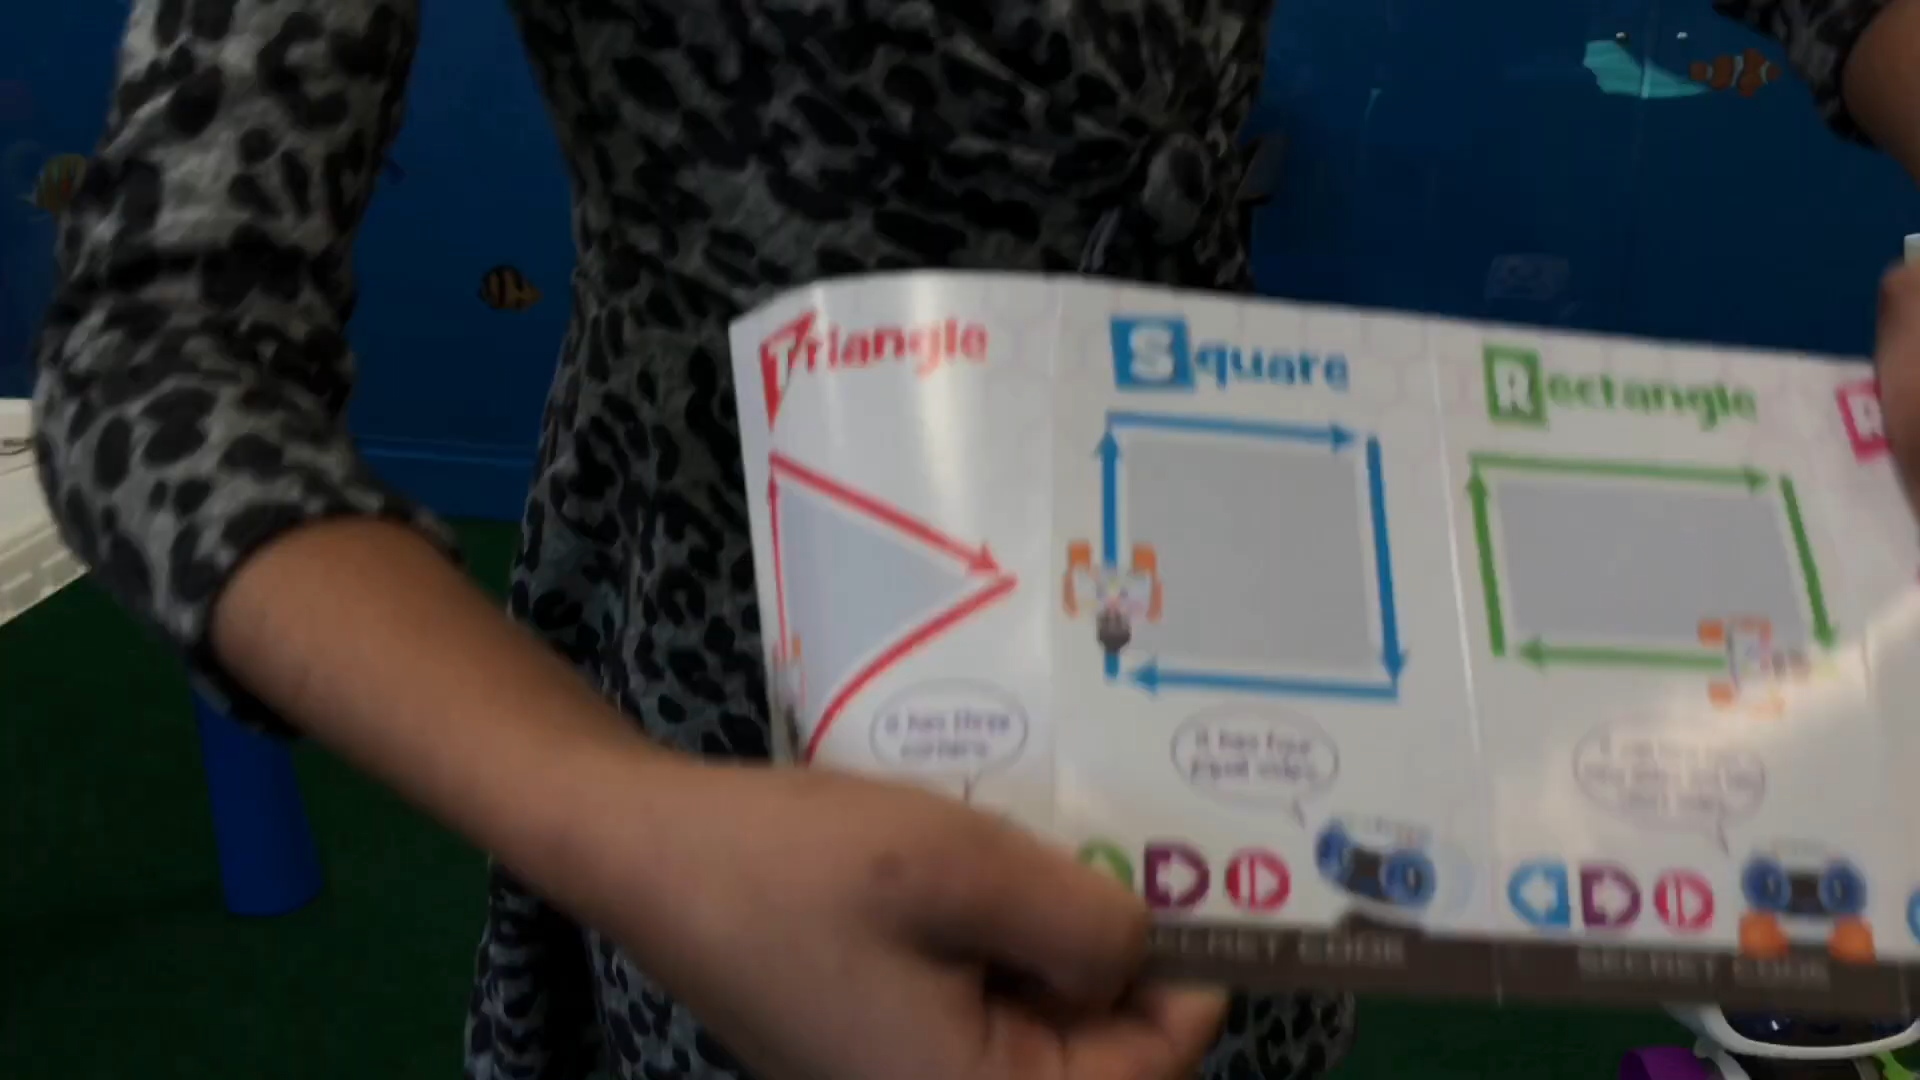 Triangle
Square
Rectangle
R
It has three
corners.
It has four
equal sides.
SECRET CODE
SECRET CODE